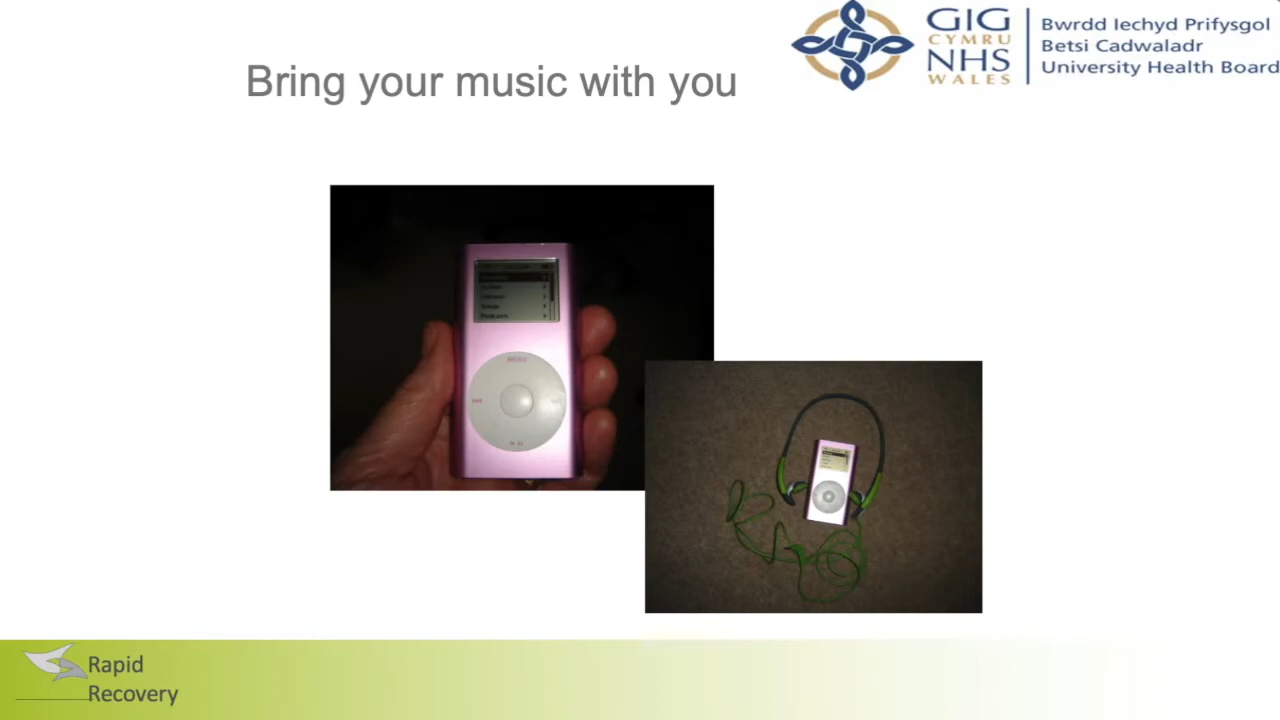 Bring your music with you
GIG
CYMRU
NHS
WALES
Bwrdd Iechyd Prifysgol
Betsi Cadwaladr
University Health Board
MENU
Rapid
Recovery